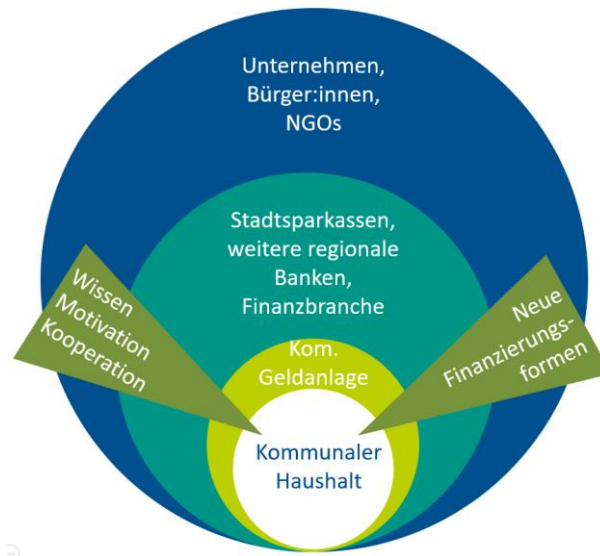 Unternehmen,
Bürger:innen,
NGOs
Stadtsparkassen,
weitere regionale
Banken,
Finanzbranche
Wissen
Motivation
Kooperation
Neue
Finanzierungs-
formen
Kom.
Geldanlage
Kommunaler
Haushalt